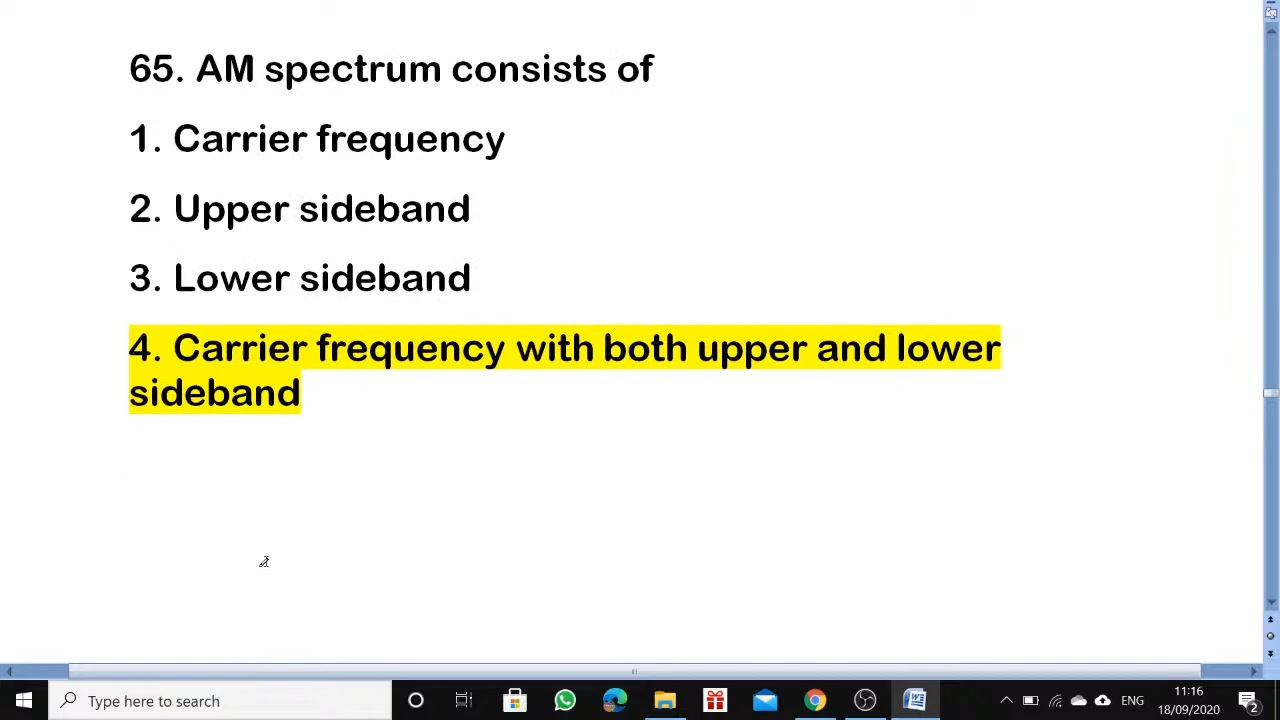 65. AM spectrum consists of
1. Carrier frequency
2. Upper sideband
3. Lower sideband
4. Carrier frequency with both upper and lower
sideband
Type here to search
ENG
11:16
18/09/2020
2